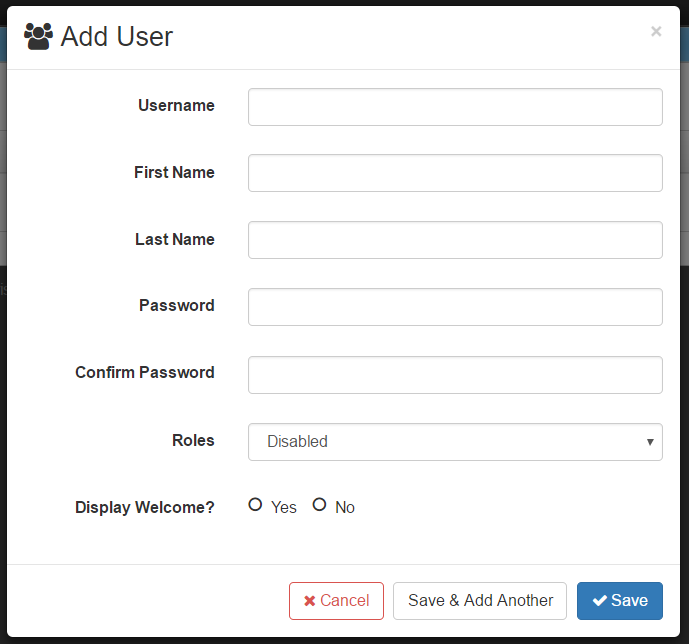 Add User
×
Username
First Name
Last Name
Password
Confirm Password
Roles
Disabled
Display Welcome?
Yes No
Cancel Save & Add Another Save